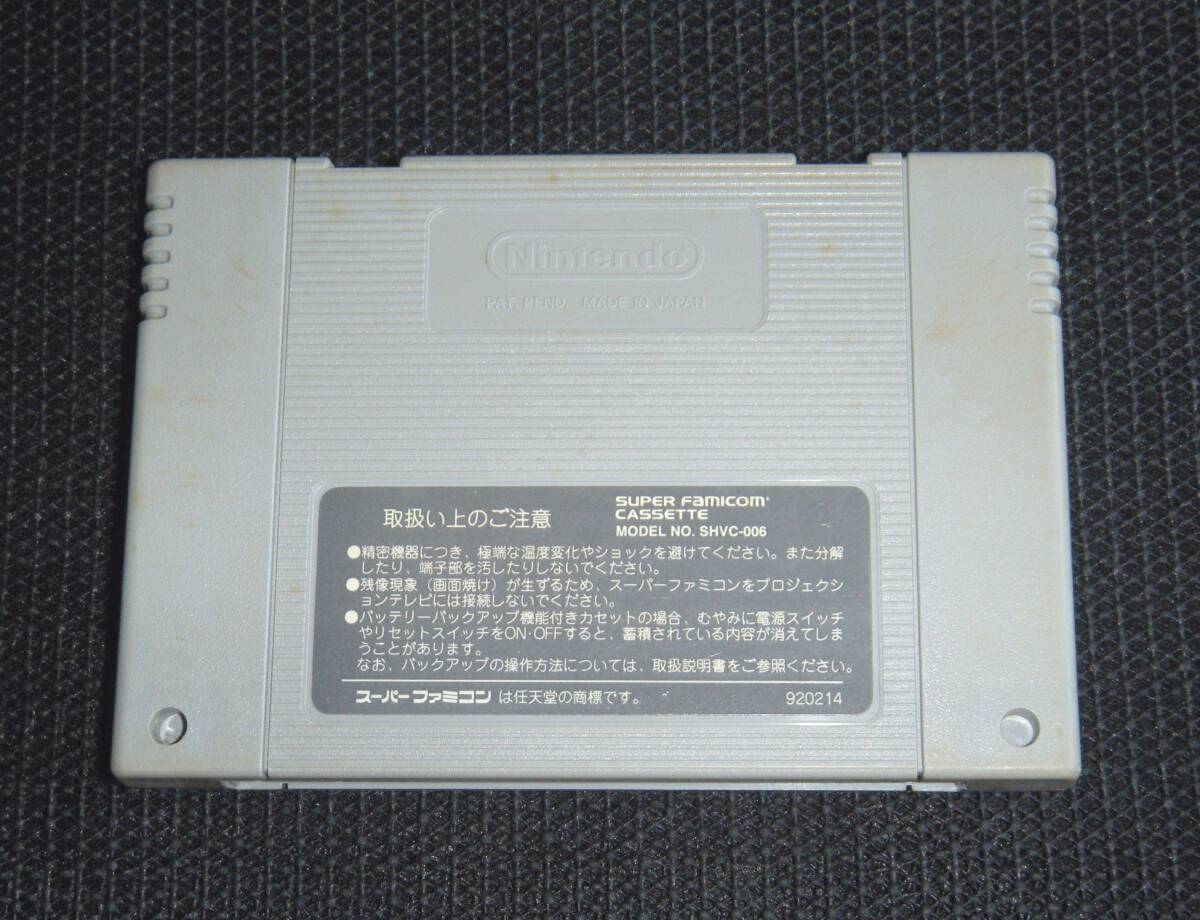 Nintendo
PAT. PEND. MADE IN JAPAN
取扱い上のご注意
SUPER FAMICOM
CASSETTE
MODEL NO. SHVC-006
●精密機器につき、極端な温度変化やショックを避けてください。また分解
したり、端子部を汚したりしないでください。
●残像現象（画面焼け）が生ずるため、スーパーファミコンをプロジェクシ
ョンテレビには接続しないでください。
●バッテリーバックアップ機能付きカセットの場合、むやみに電源スイッチ
やリセットスイッチをON・OFFすると、蓄積されている内容が消えてしま
うことがあります。
なお、バックアップの操作方法については、取扱説明書をご参照ください。
スーパーファミコン は任天堂の商標です。
920214